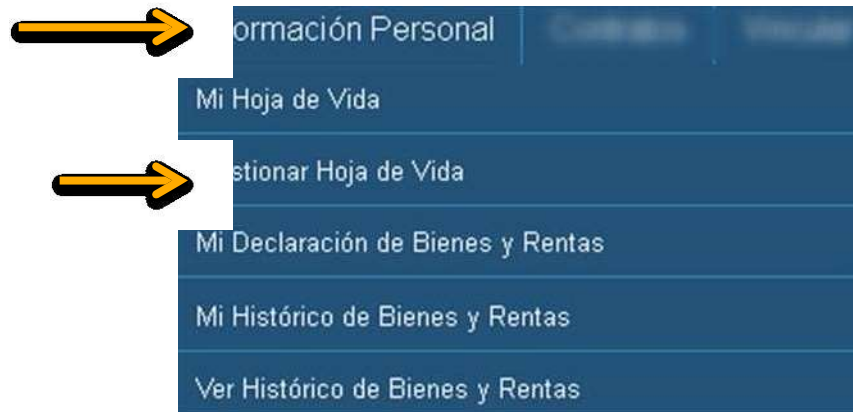 ormación Personal
Mi Hoja de Vida
stionar Hoja de Vida
Mi Declaración de Bienes y Rentas
Mi Histórico de Bienes y Rentas
Ver Histórico de Bienes y Rentas